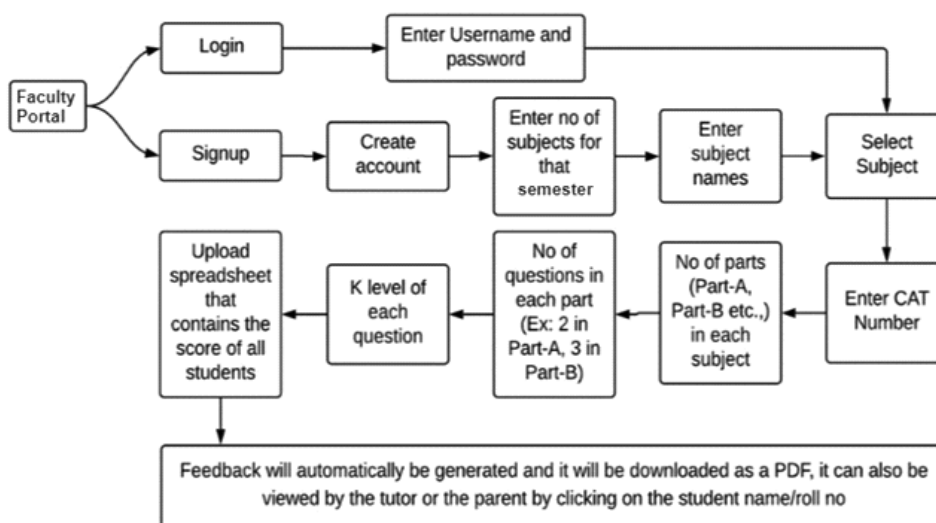 Login
Enter Username and
password
Faculty
Portal
Signup
Create
account
Enter no of
subjects for
that
semester
Enter
subject
names
Select
Subject
Upload
spreadsheet
that
contains the
score of all
students
K level of
each
question
No of
questions in
each part
(Ex: 2 in
Part-A, 3 in
Part-B)
No of parts
(Part-A,
Part-B etc.,)
in each
subject
Enter CAT
Number
Feedback will automatically be generated and it will be downloaded as a PDF, it can also be
viewed by the tutor or the parent by clicking on the student name/roll no